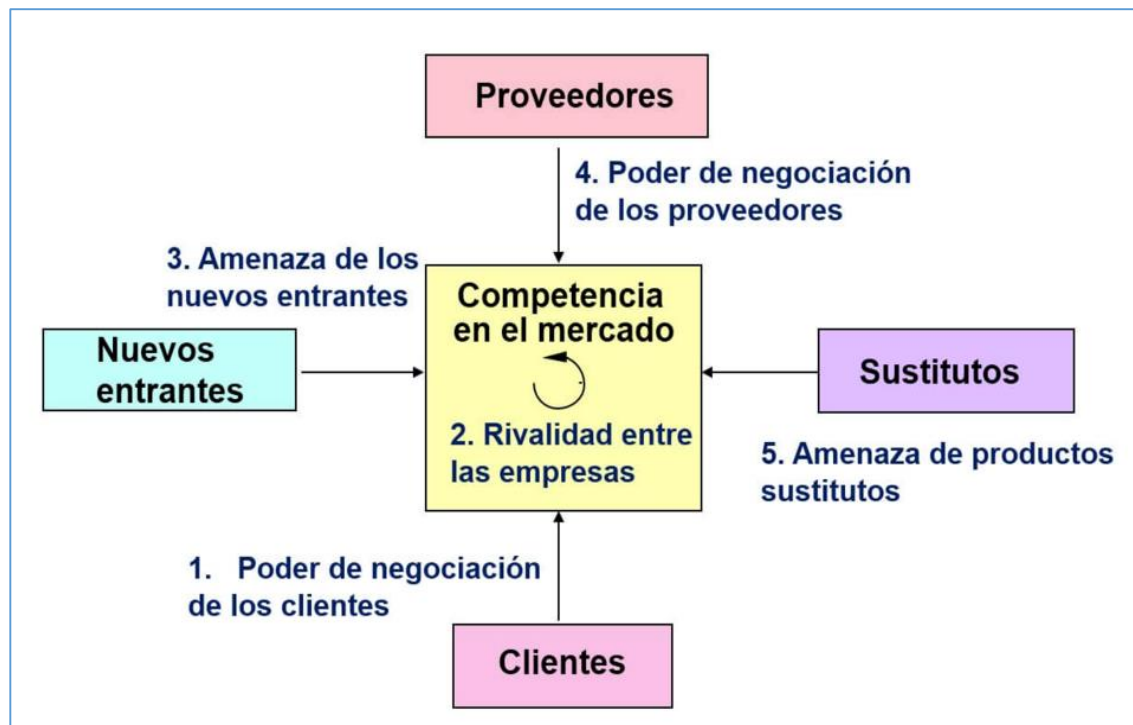 Proveedores
4. Poder de negociación
de los proveedores
3. Amenaza de los
nuevos entrantes
Competencia
en el mercado
Nuevos
entrantes
Sustitutos
2. Rivalidad entre
las empresas
5. Amenaza de productos
sustitutos
1. Poder de negociación
de los clientes
Clientes